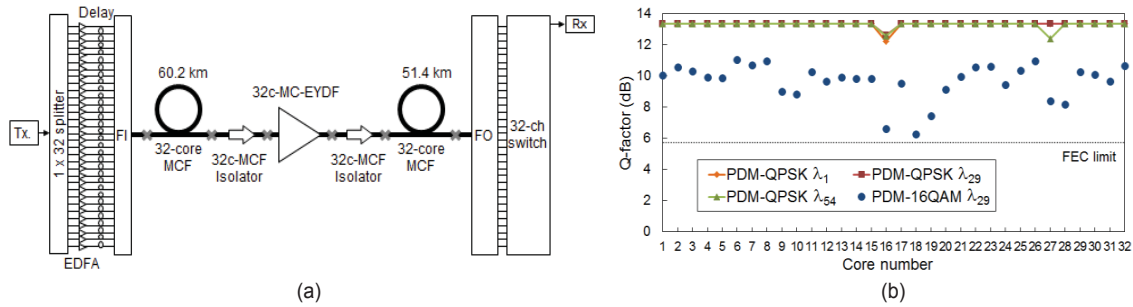 (a)
Delay
Tx.
1 x 32 splitter
EDFA
FI
60.2 km
32-core
MCF
32c-MCF
Isolator
32c-MC-EYDF
32c-MCF
Isolator
51.4 km
32-core
MCF
FO
32-ch
switch
Rx
(a)
(b)
14
12
10
8
6
4
2
0
Q-factor (dB)
FEC limit
PDM-QPSK λ1
PDM-QPSK λ29
PDM-QPSK λ54
PDM-16QAM λ29
1 2 3 4 5 6 7 8 9 10 11 12 13 14 15 16 17 18 19 20 21 22 23 24 25 26 27 28 29 30 31 32
Core number
(b)